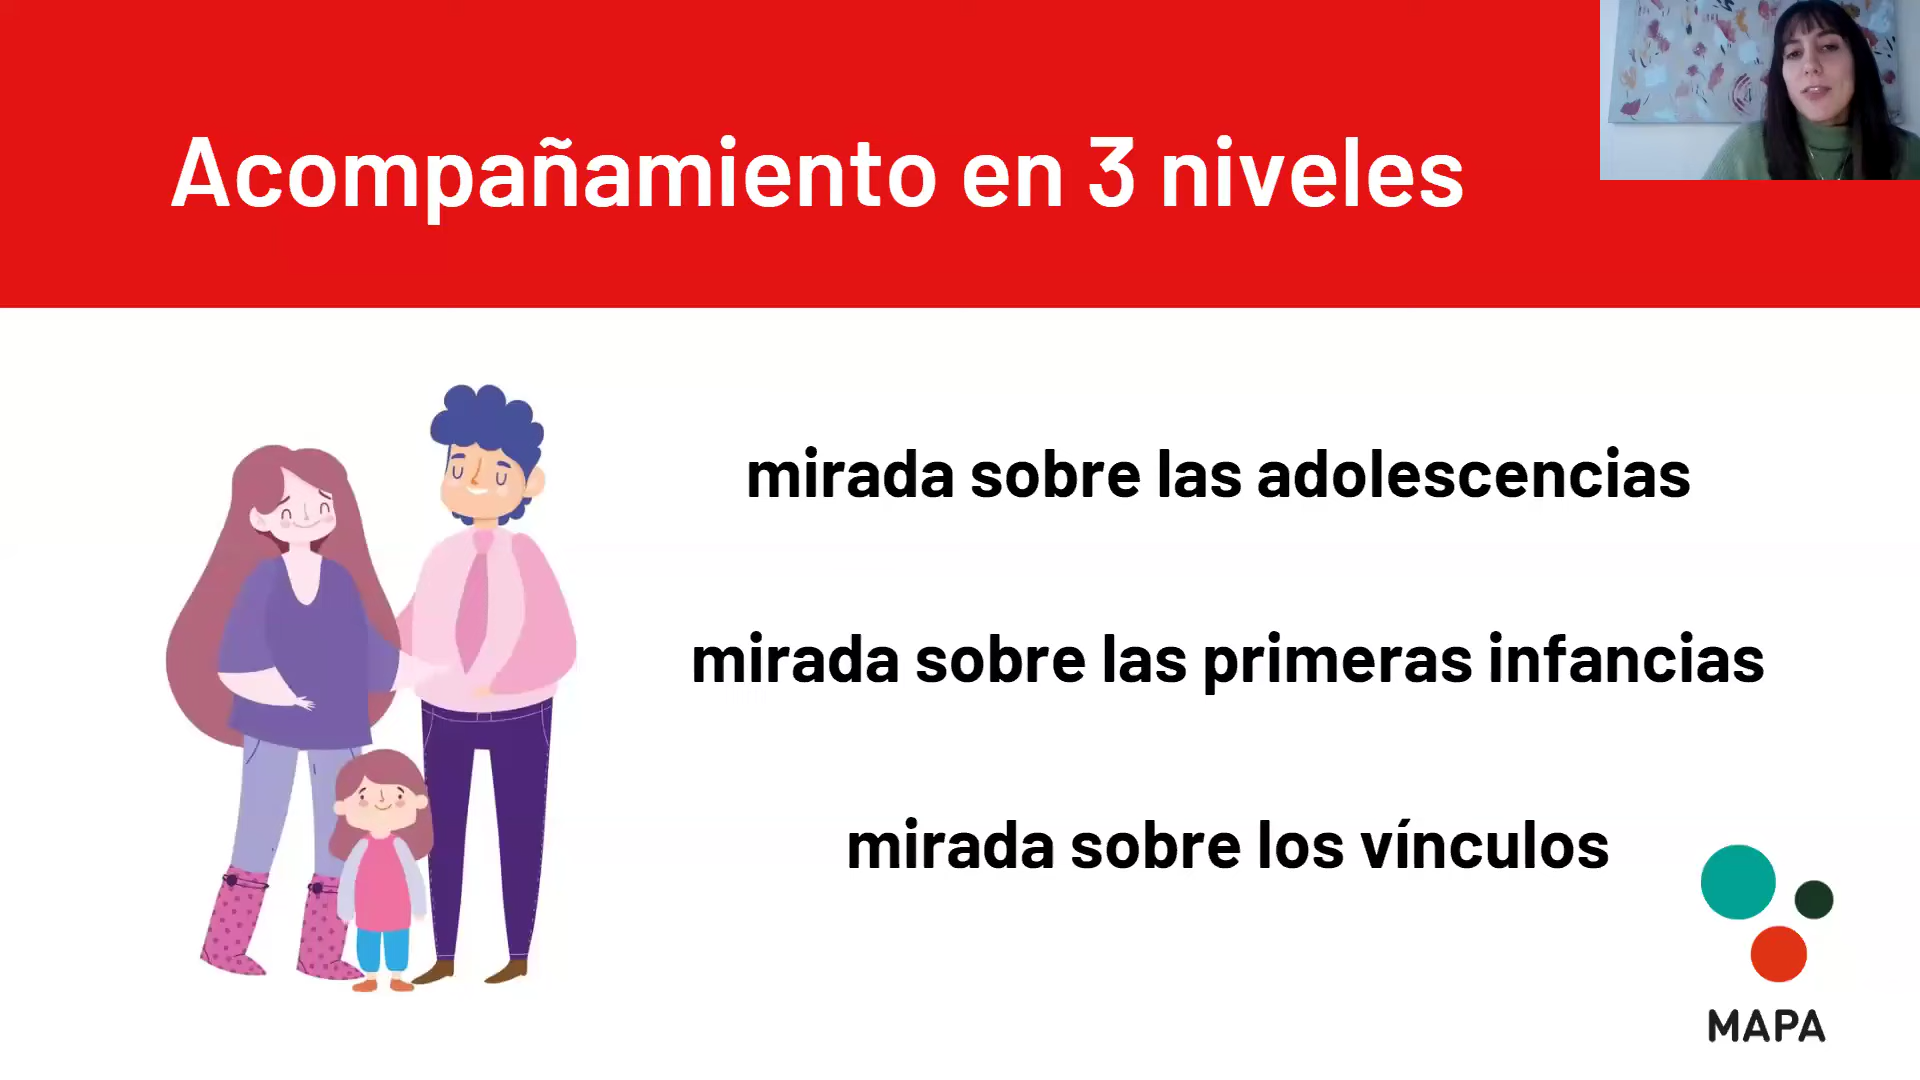 Acompañamiento en 3 niveles
mirada sobre las adolescencias
mirada sobre las primeras infancias
mirada sobre los vínculos
MAPA